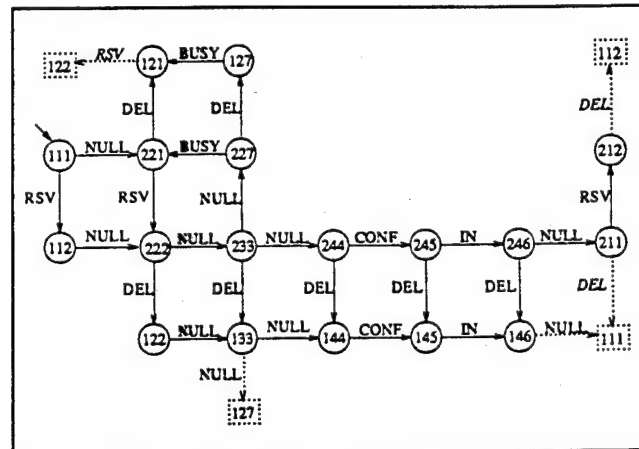 122 RSV 121 BUSY 127 112
DEL DEL DEL
111 NULL 221 BUSY 227 212
RSV RSV NULL RSV
112 NULL 222 NULL 233 NULL 244 CONF 245 IN 246 NULL 211
DEL DEL DEL DEL DEL DEL
122 NULL 133 NULL 144 CONF 145 IN 146 NULL 111
NULL
127